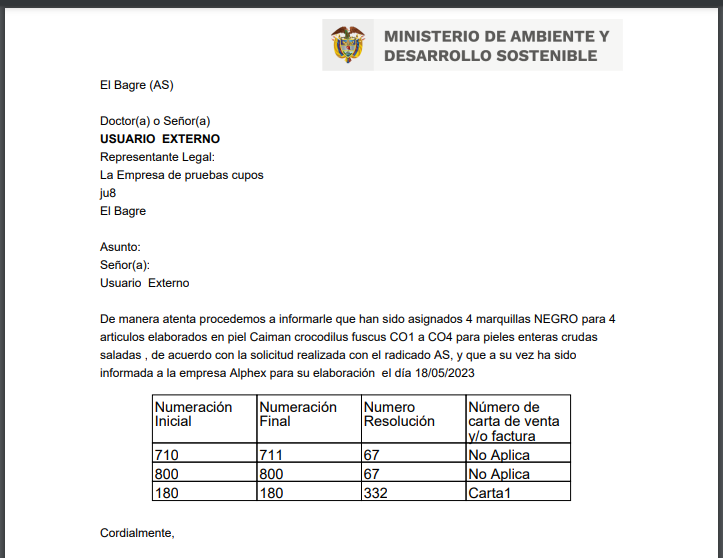 MINISTERIO DE AMBIENTE Y
DESARROLLO SOSTENIBLE
El Bagre (AS)
Doctor(a) o Señor(a)
USUARIO EXTERNO
Representante Legal:
La Empresa de pruebas cupos
ju8
El Bagre
Asunto:
Señor(a):
Usuario Externo
De manera atenta procedemos a informarle que han sido asignados 4 marquillas NEGRO para 4
articulos elaborados en piel Caiman crocodilus fuscus CO1 a CO4 para pieles enteras crudas
saladas , de acuerdo con la solicitud realizada con el radicado AS, y que a su vez ha sido
informada a la empresa Alphex para su elaboración el día 18/05/2023
Numeración Inicial Numeración Final Numero Resolución Número de carta de venta y/o factura
710 711 67 No Aplica
800 800 67 No Aplica
180 180 332 Carta1
Cordialmente,